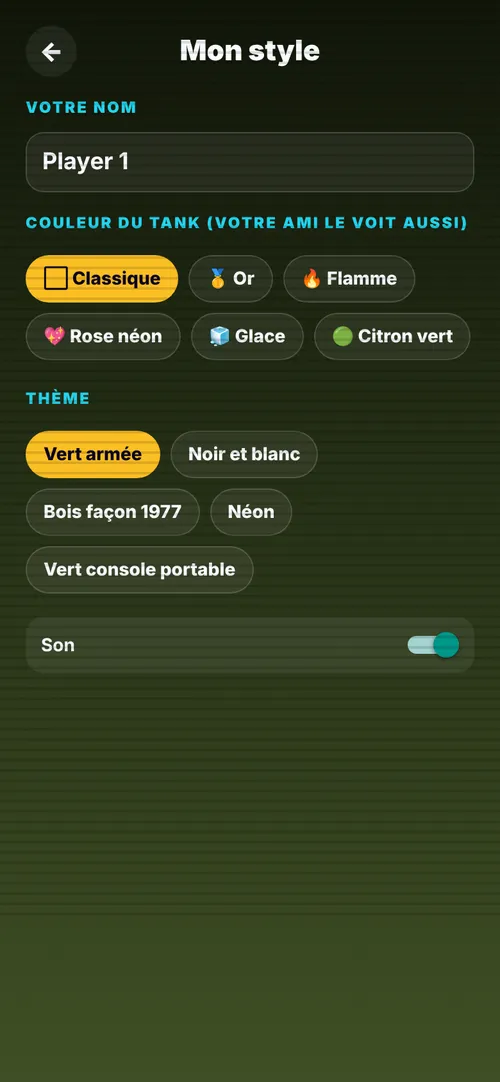 Mon style
VOTRE NOM
Player 1
COULEUR DU TANK (VOTRE AMI LE VOIT AUSSI)
Classique
🥇 Or
🔥 Flamme
💖 Rose néon
🧊 Glace
🟢 Citron vert
THÈME
Vert armée
Noir et blanc
Bois façon 1977
Néon
Vert console portable
Son